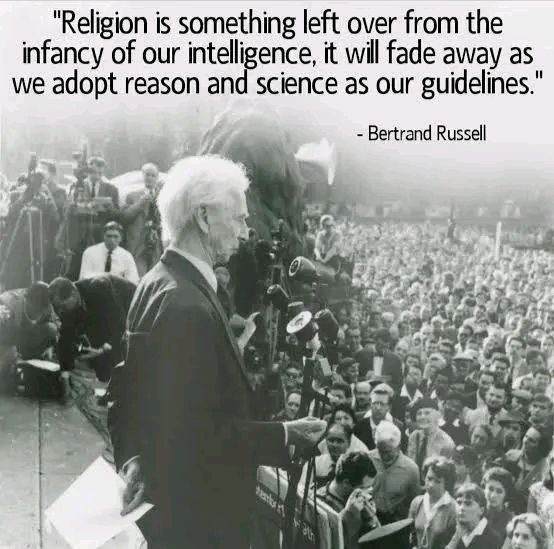 "Religion is something left over from the
infancy of our intelligence, it will fade away as
we adopt reason and science as our guidelines."
- Bertrand Russell